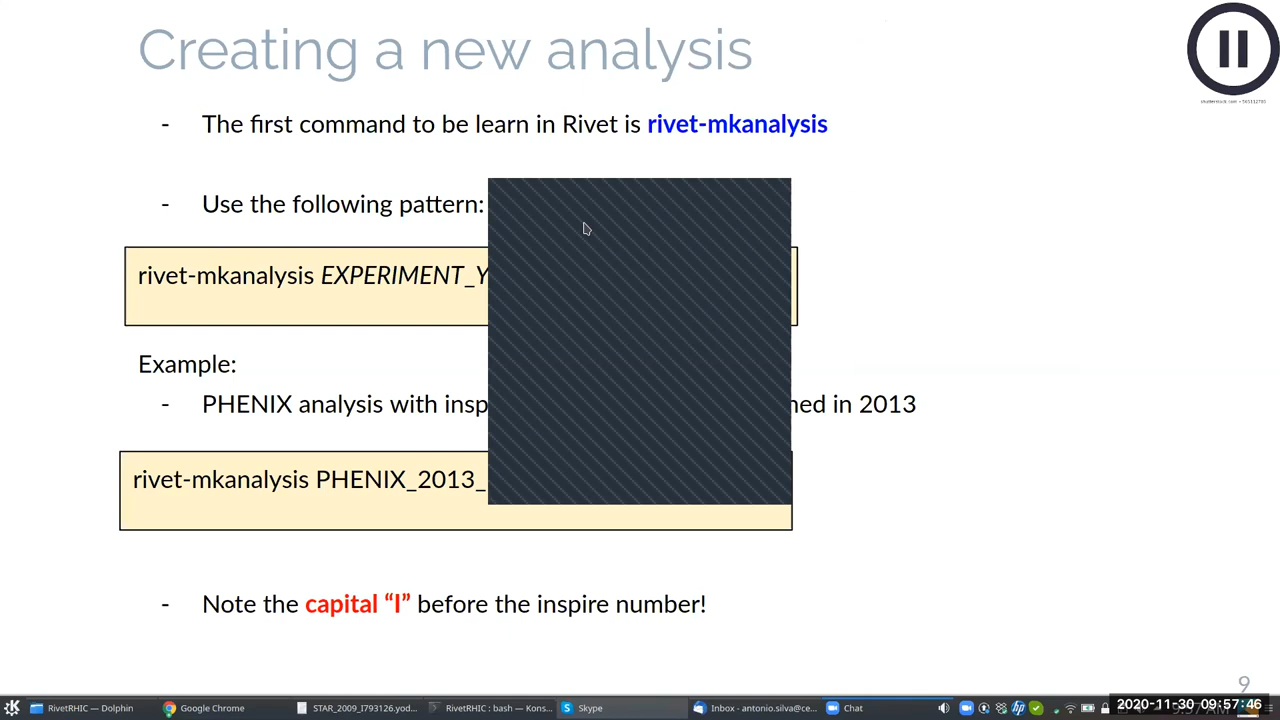 Creating a new analysis
- The first command to be learn in Rivet is rivet-mkanalysis
- Use the following pattern:
rivet-mkanalysis EXPERIMENT_Y
Example:
- PHENIX analysis with insp ned in 2013
rivet-mkanalysis PHENIX_2013_
- Note the capital “I” before the inspire number!
9
RivetRHIC — Dolphin
Google Chrome
STAR_2009_I793126.yod...
RivetRHIC : bash — Kons...
Skype
Inbox - antonio.silva@ce...
Chat
2020-11-30 09:57:46